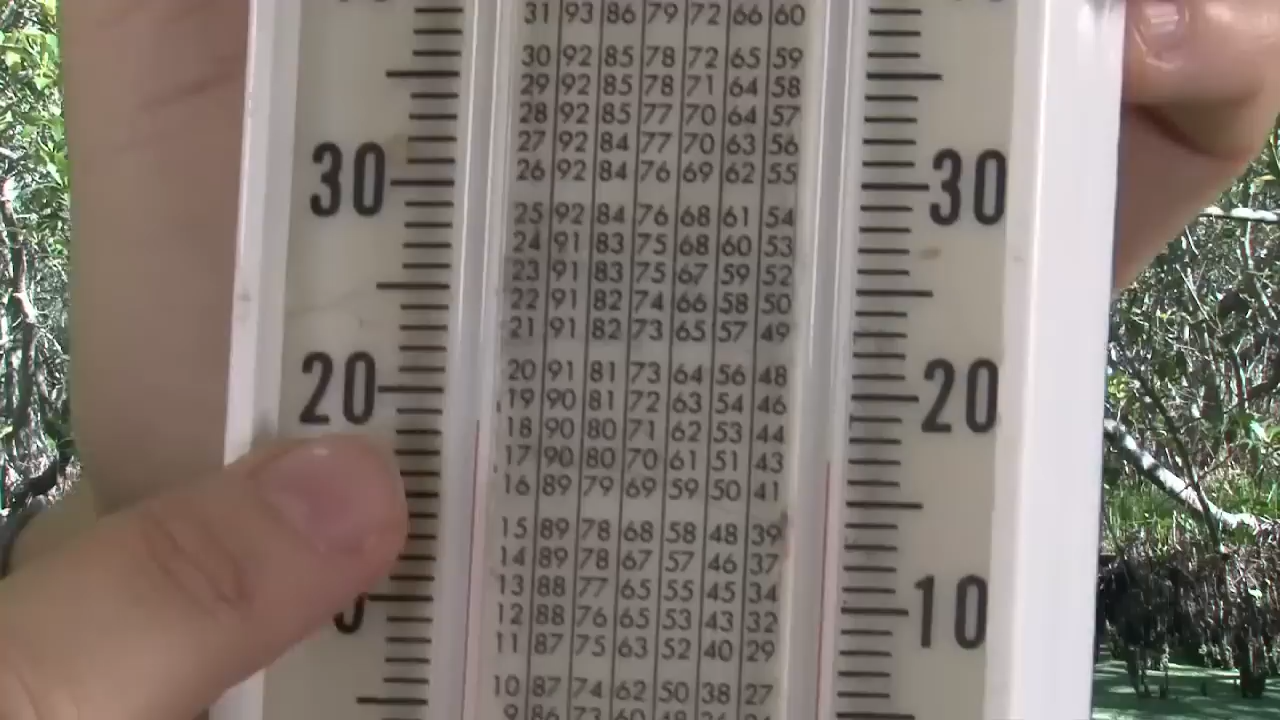 31 93 86 79 72 66 60
30 92 85 78 72 65 59
29 92 85 78 71 64 58
28 92 85 77 70 64 57
27 92 84 77 70 63 56
30 26 92 84 76 69 62 55 30
25 92 84 76 68 61 54
24 91 83 75 68 60 53
23 91 83 75 67 59 52
22 91 82 74 66 58 50
21 91 82 73 65 57 49
20 20 91 81 73 64 56 48 20
19 90 81 72 63 54 46
18 90 80 71 62 53 44
17 90 80 70 61 51 43
16 89 79 69 59 50 41
15 89 78 68 58 48 39
14 89 78 67 57 46 37
13 88 77 65 55 45 34
12 88 76 65 53 43 32 10
11 87 75 63 52 40 29
10 87 74 62 50 38 27
9 86 73 60